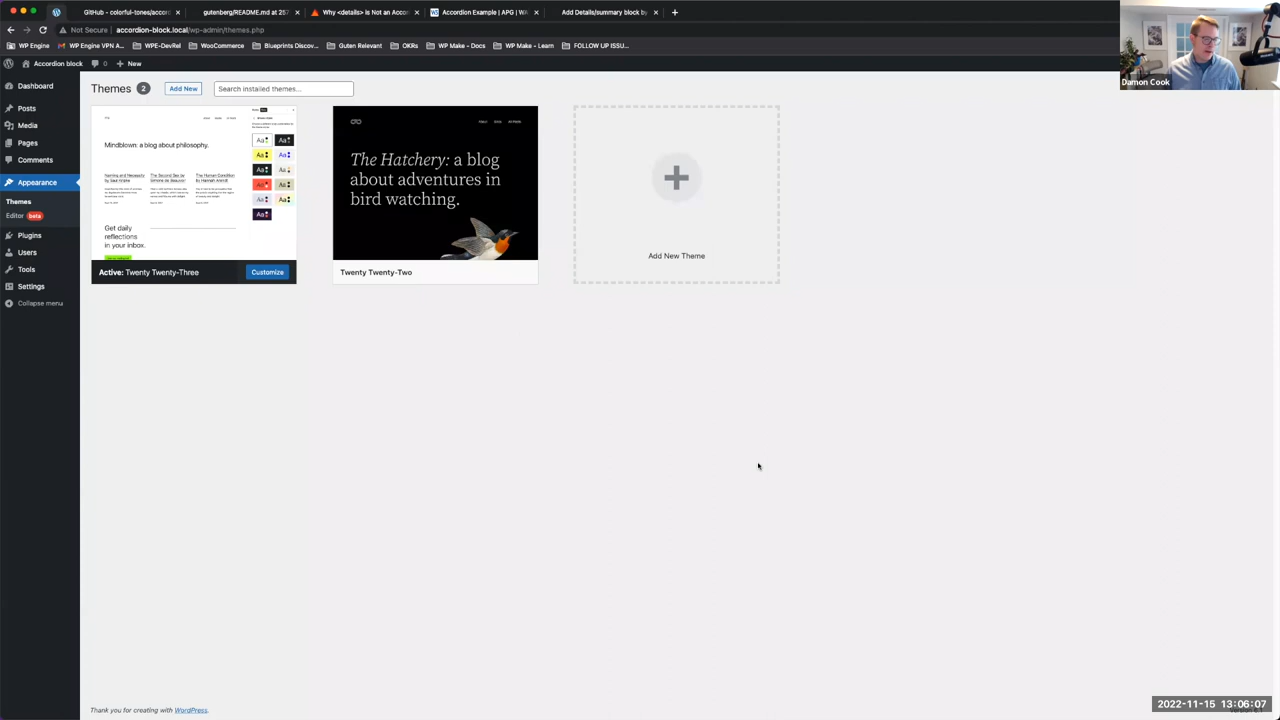 GitHub - colorful-tones/accor
gutenberg/README.md at 257
Why <details> is Not an Accor
Accordion Example | APG | W
Add Details/summary block by
Not Secure | accordion-block.local/wp-admin/themes.php
WP Engine
WP Engine VPN A...
WPE-DevRel
WooCommerce
Blueprints Discov...
Guten Relevant
OKRs
WP Make - Docs
WP Make - Learn
FOLLOW UP ISSU...
Accordion block
0
New
Damon Cook
Dashboard
Posts
Media
Pages
Comments
Appearance
Themes
Editor beta
Plugins
Users
Tools
Settings
Collapse menu
Themes 2
Add New
Search installed themes...
Mindblown: a blog about philosophy.
Get daily
reflections
in your inbox.
Active: Twenty Twenty-Three
Customize
The Hatchery: a blog
about adventures in
bird watching.
Twenty Twenty-Two
Add New Theme
Thank you for creating with WordPress.
2022-11-15 13:06:07